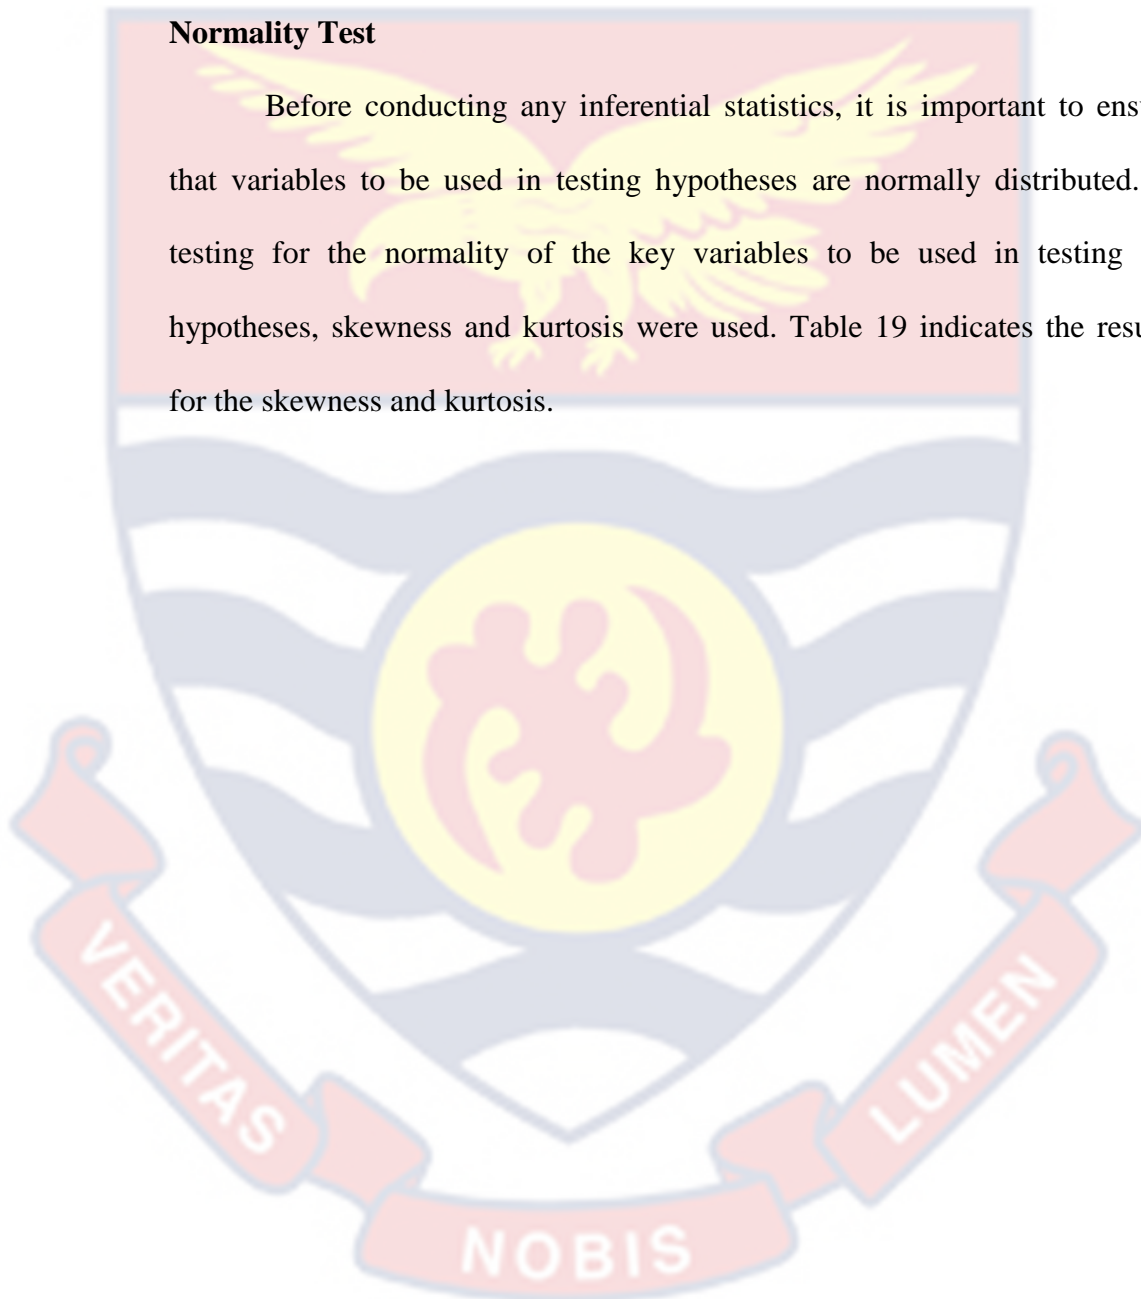 Normality Test
Before conducting any inferential statistics, it is important to ens
that variables to be used in testing hypotheses are normally distributed.
testing for the normality of the key variables to be used in testing
hypotheses, skewness and kurtosis were used. Table 19 indicates the resu
for the skewness and kurtosis.
VERITAS
NOBIS
LUMEN